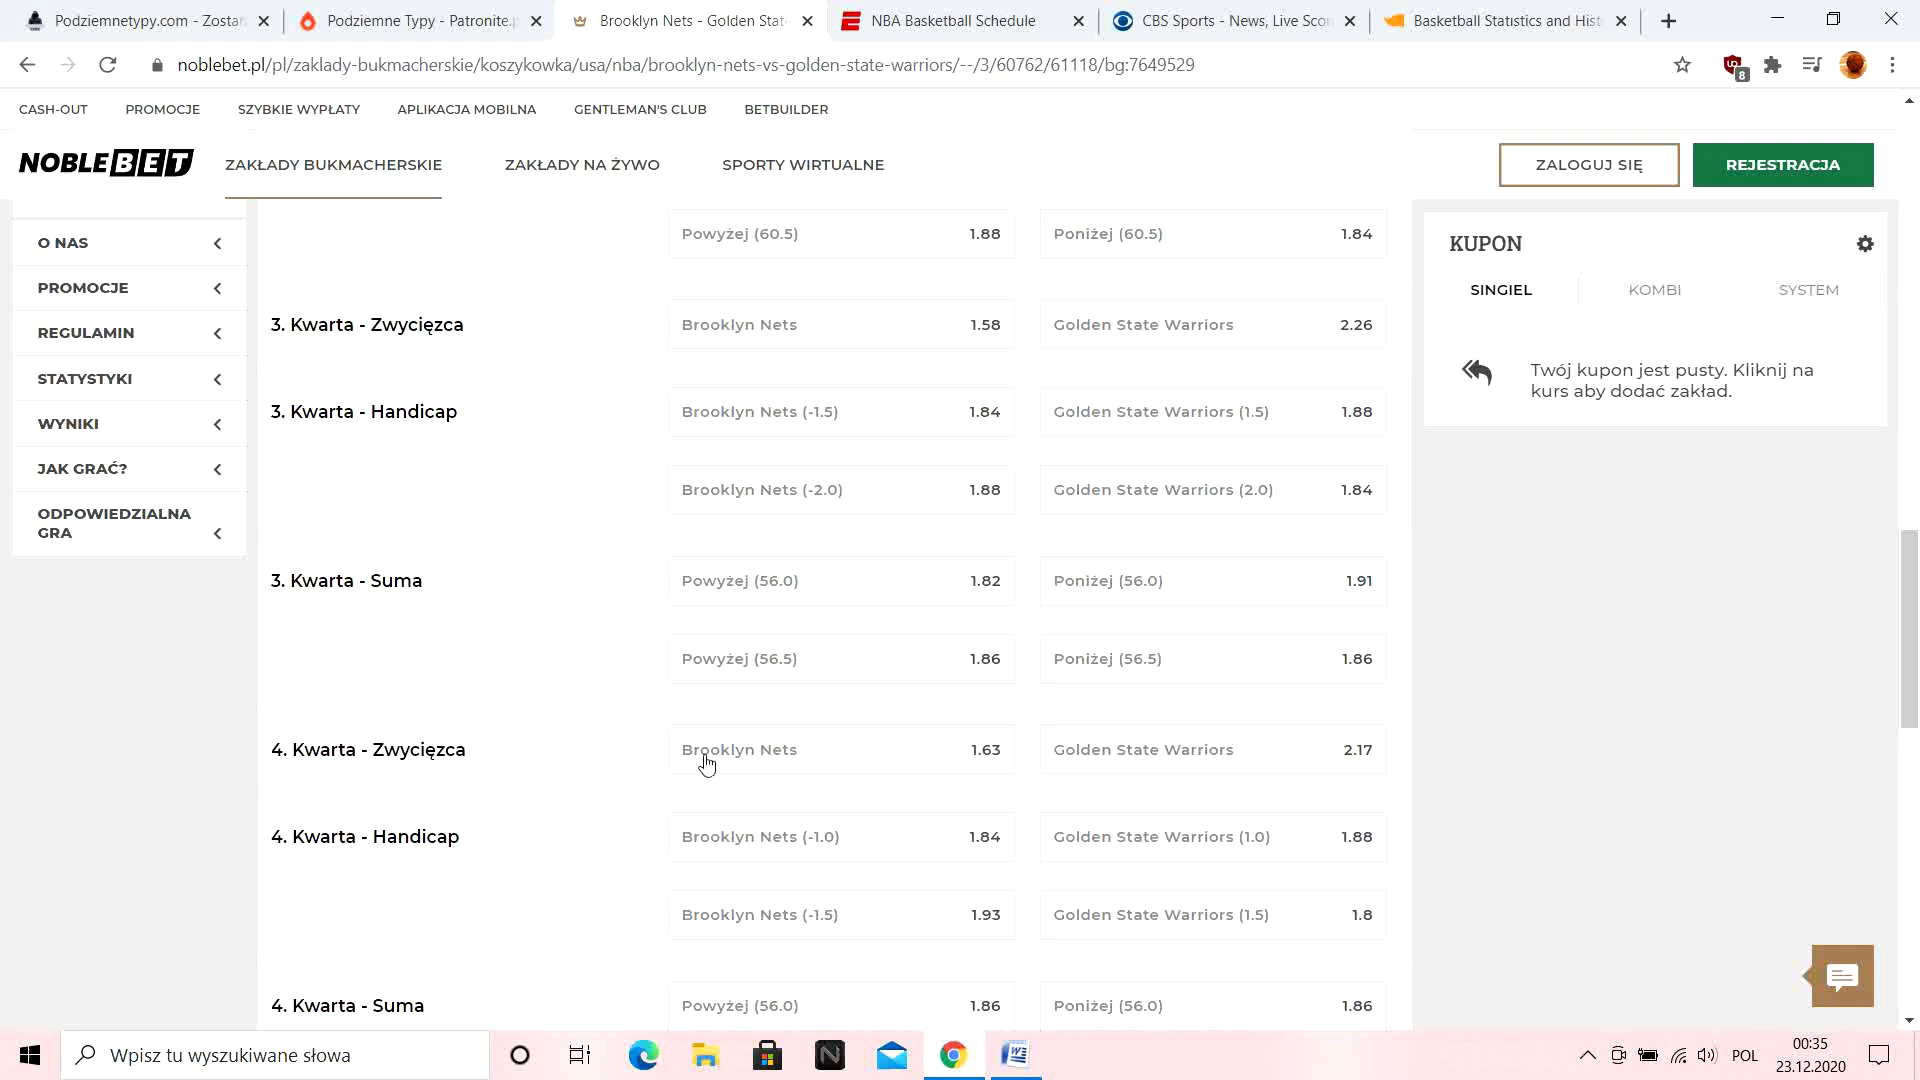 Podziemnetypy.com - Zostań
Podziemne Typy - Patronite.p
Brooklyn Nets - Golden Stat
NBA Basketball Schedule
CBS Sports - News, Live Scor
Basketball Statistics and Hist
noblebet.pl/pl/zaklady-bukmacherskie/koszykowka/usa/nba/brooklyn-nets-vs-golden-state-warriors/--/3/60762/61118/bg:7649529
8
CASH-OUT PROMOCJE SZYBKIE WYPŁATY APLIKACJA MOBILNA GENTLEMAN'S CLUB BETBUILDER
NOBLEBET
ZAKŁADY BUKMACHERSKIE ZAKŁADY NA ŻYWO SPORTY WIRTUALNE
ZALOGUJ SIĘ
REJESTRACJA
O NAS
PROMOCJE
REGULAMIN
STATYSTYKI
WYNIKI
JAK GRAĆ?
ODPOWIEDZIALNA
GRA
Powyżej (60.5) 1.88 Poniżej (60.5) 1.84
3. Kwarta - Zwycięzca Brooklyn Nets 1.58 Golden State Warriors 2.26
3. Kwarta - Handicap Brooklyn Nets (-1.5) 1.84 Golden State Warriors (1.5) 1.88
Brooklyn Nets (-2.0) 1.88 Golden State Warriors (2.0) 1.84
3. Kwarta - Suma Powyżej (56.0) 1.82 Poniżej (56.0) 1.91
Powyżej (56.5) 1.86 Poniżej (56.5) 1.86
4. Kwarta - Zwycięzca Brooklyn Nets 1.63 Golden State Warriors 2.17
4. Kwarta - Handicap Brooklyn Nets (-1.0) 1.84 Golden State Warriors (1.0) 1.88
Brooklyn Nets (-1.5) 1.93 Golden State Warriors (1.5) 1.8
4. Kwarta - Suma Powyżej (56.0) 1.86 Poniżej (56.0) 1.86
KUPON
SINGIEL KOMBI SYSTEM
Twój kupon jest pusty. Kliknij na
kurs aby dodać zakład.
Wpisz tu wyszukiwane słowa
POL
00:35
23.12.2020